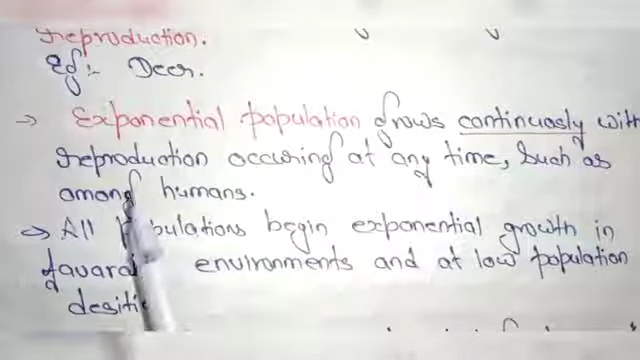 reproduction.
Eg:- Deer.
→ Exponential population grows continuosly with
reproduction occuring at any time, such as
among humans.
→ All populations begin exponential growth in
environments and at low population